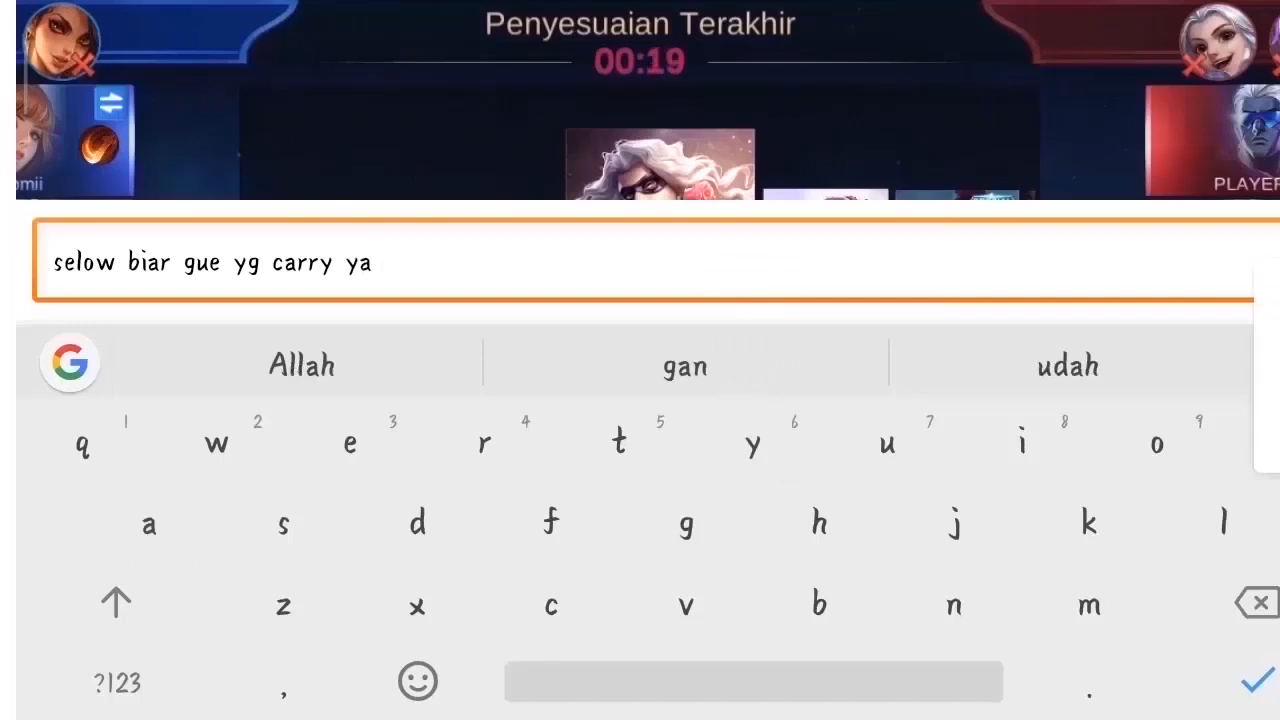 Penyesuaian Terakhir
00:19
omii
PLAYER
selow biar gue yg carry ya
Allah gan udah
1 2 3 4 5 6 7 8 9
q w e r t y u i o
a s d f g h j k l
z x c v b n m
?123 , .